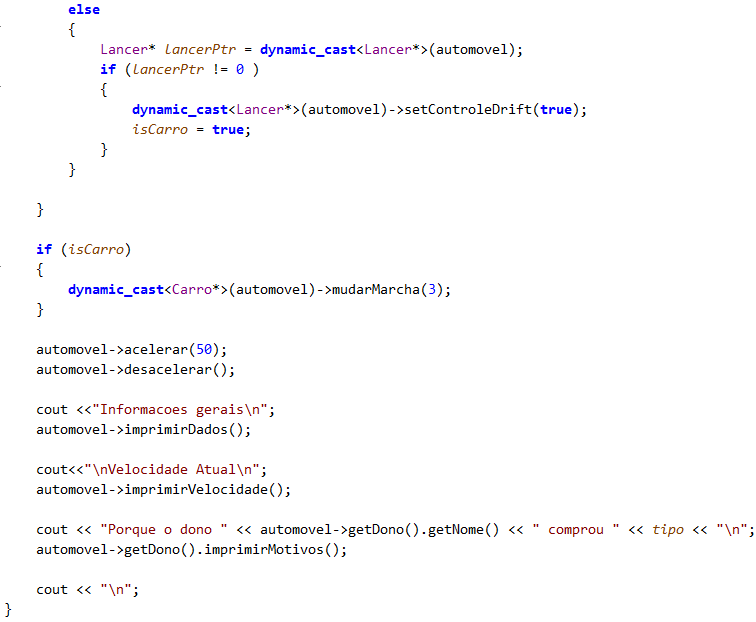 else
        {
            Lancer* lancerPtr = dynamic_cast<Lancer*>(automovel);
            if (lancerPtr != 0 )
            {
                dynamic_cast<Lancer*>(automovel)->setControleDrift(true);
                isCarro = true;
            }
        }

    }

    if (isCarro)
    {
        dynamic_cast<Carro*>(automovel)->mudarMarcha(3);
    }

    automovel->acelerar(50);
    automovel->desacelerar();

    cout <<"Informacoes gerais\n";
    automovel->imprimirDados();

    cout<<"\nVelocidade Atual\n";
    automovel->imprimirVelocidade();

    cout << "Porque o dono " << automovel->getDono().getNome() << " comprou " << tipo << "\n";
    automovel->getDono().imprimirMotivos();

    cout << "\n";
}